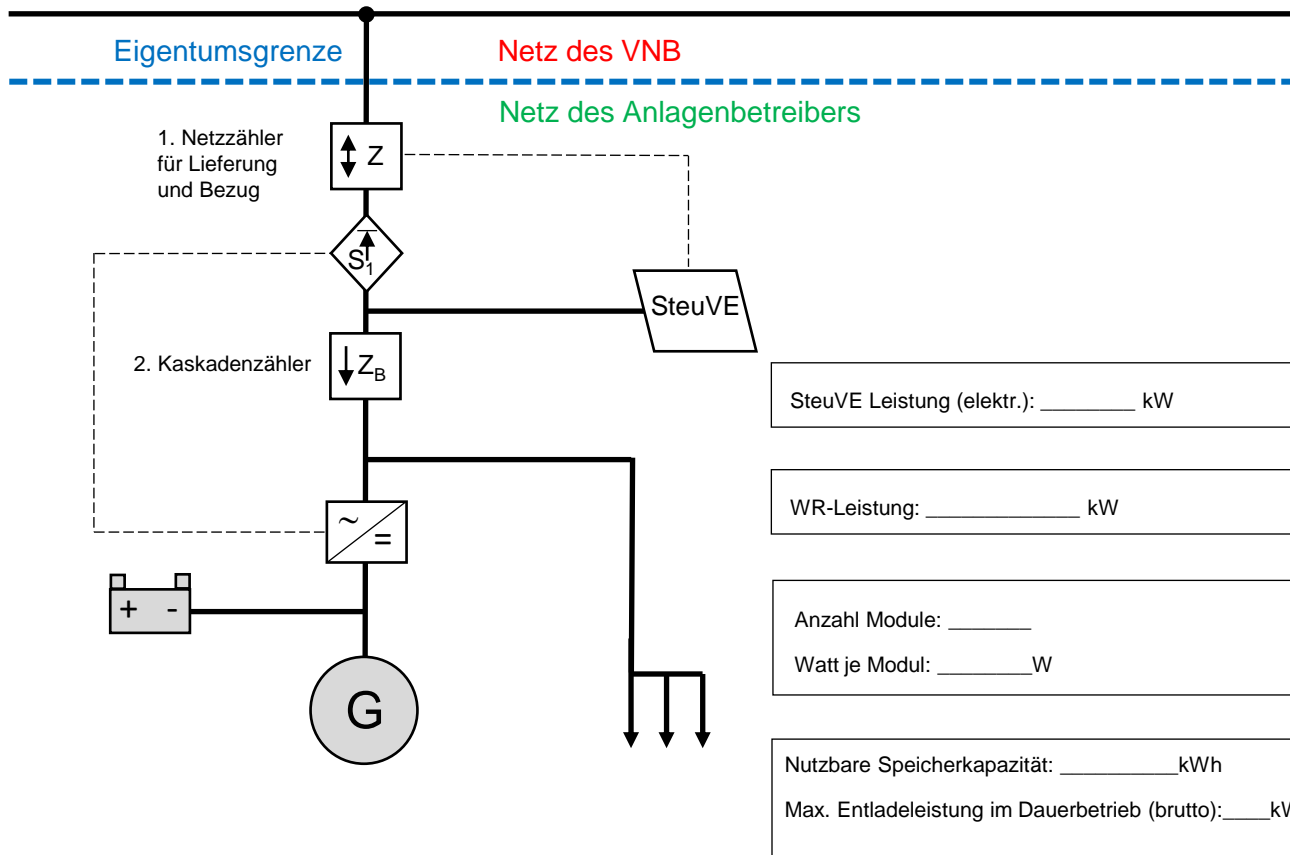 Eigentumsgrenze
Netz des VNB
Netz des Anlagenbetreibers
1. Netzzähler
für Lieferung
und Bezug
Z
S1
SteuVE
2. Kaskadenzähler
ZB
SteuVE Leistung (elektr.): ________ kW
WR-Leistung: _____________ kW
~
=
+ -
Anzahl Module: _______
Watt je Modul: ________W
G
Nutzbare Speicherkapazität: __________kWh
Max. Entladeleistung im Dauerbetrieb (brutto):____kW